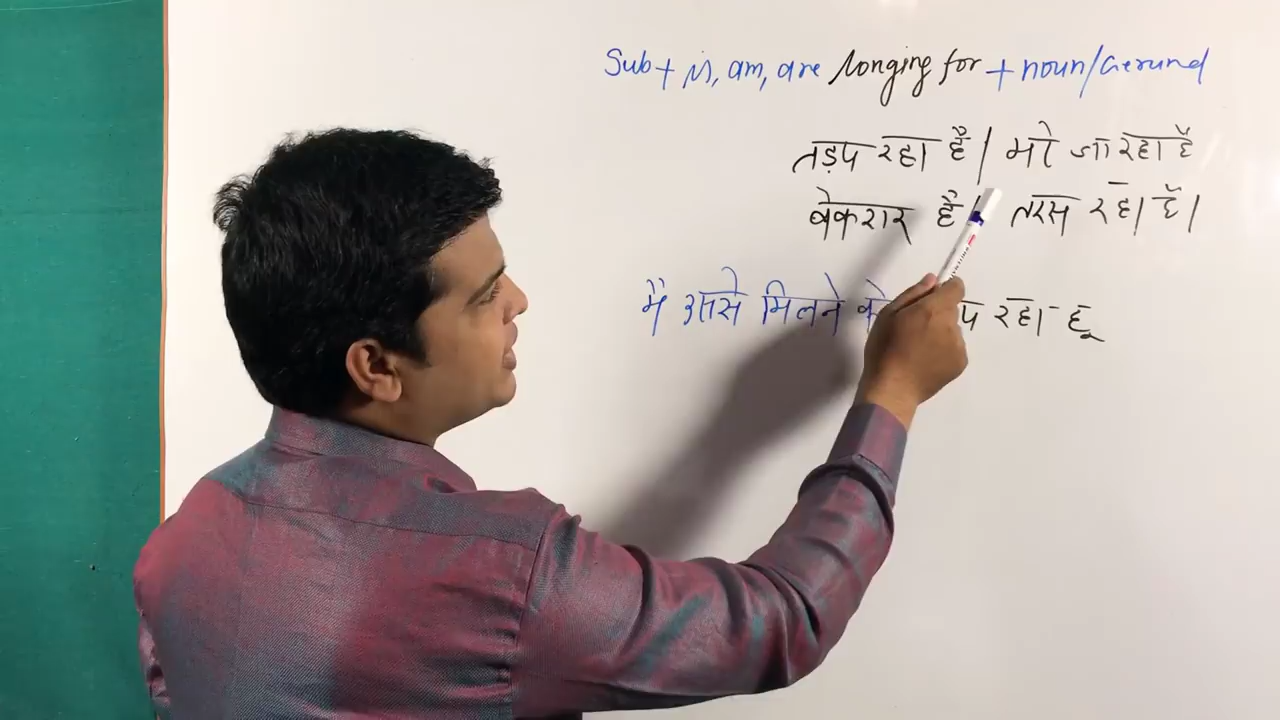 Sub + is, am, are longing for + noun/Gerund
तड़प रहा है / मरे जा रहा है
बेकरार है / तरस रहा है।
मैं उससे मिलने को रहा हू